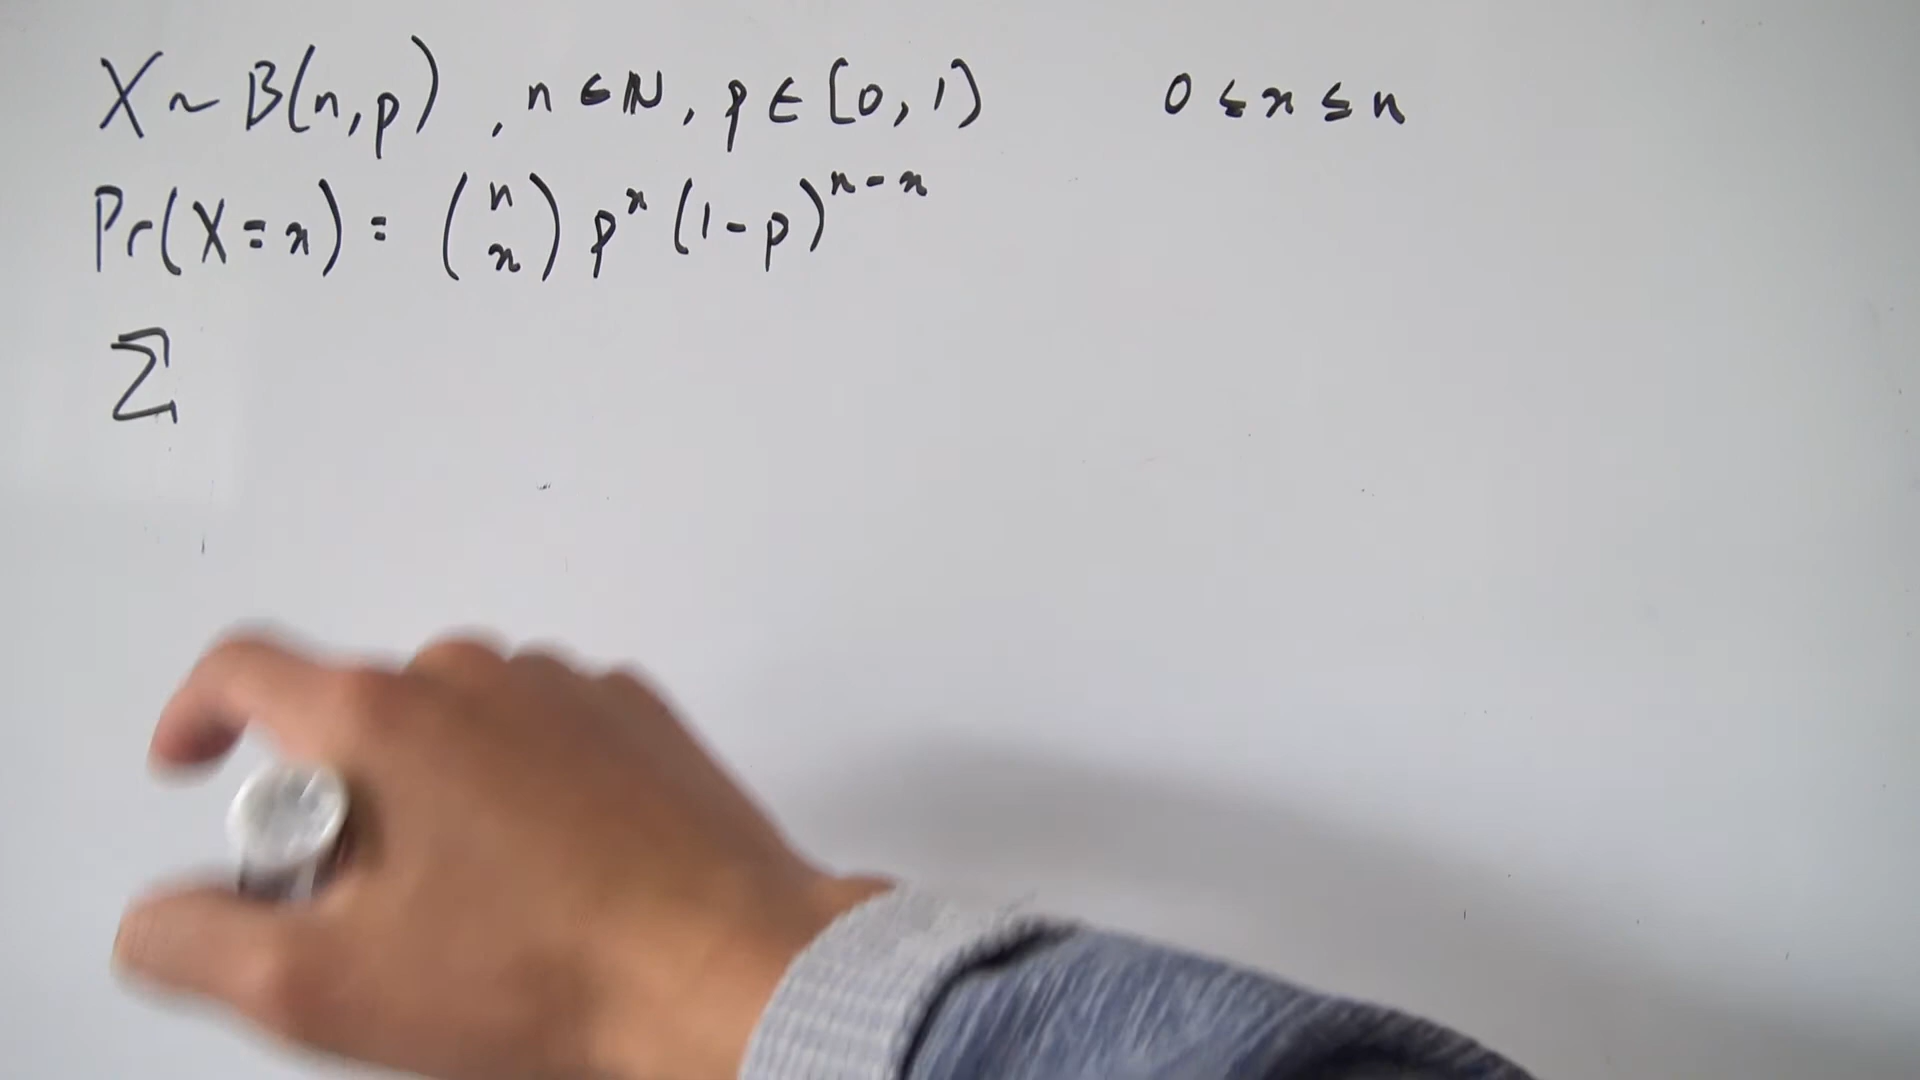 X ~ B(n,p) , n ∈ ℕ, p ∈ [0, 1] 0 ≤ x ≤ n
Pr(X = x) = (n x) p^x (1-p)^{n-x}
Σ